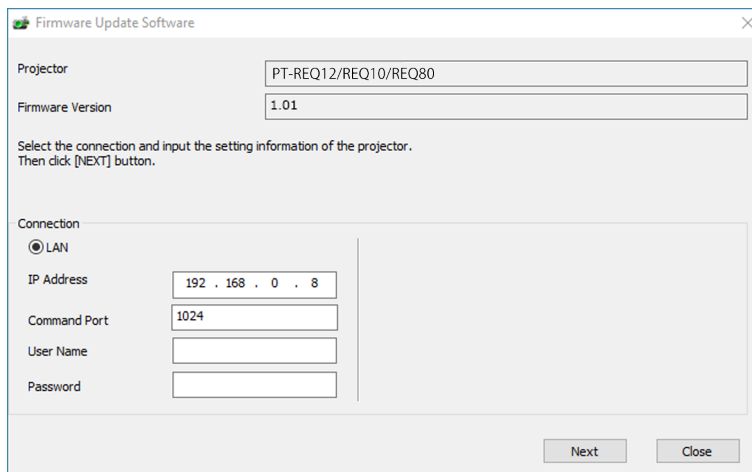 Firmware Update Software
Projector
PT-REQ12/REQ10/REQ80
Firmware Version
1.01
Select the connection and input the setting information of the projector.
Then click [NEXT] button.
Connection
LAN
IP Address
192 . 168 . 0 . 8
Command Port
1024
User Name
Password
Next
Close